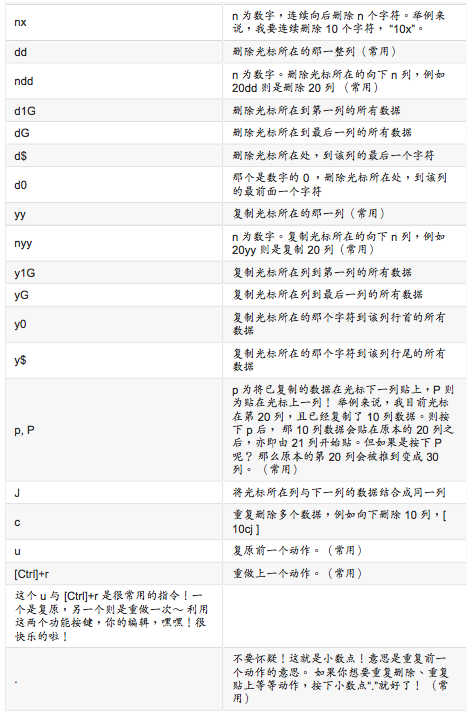 nx
n 为数字，连续向后删除 n 个字符。举例来
说，我要连续删除 10 个字符， “10x”。
dd
删除光标所在的那一整列（常用）
ndd
n 为数字。删除光标所在的向下 n 列，例如
20dd 则是删除 20 列 （常用）
d1G
删除光标所在到第一列的所有数据
dG
删除光标所在到最后一列的所有数据
d$
删除光标所在处，到该列的最后一个字符
d0
那个是数字的 0 ，删除光标所在处，到该列
的最前面一个字符
yy
复制光标所在的那一列（常用）
nyy
n 为数字。复制光标所在的向下 n 列，例如
20yy 则是复制 20 列（常用）
y1G
复制光标所在列到第一列的所有数据
yG
复制光标所在列到最后一列的所有数据
y0
复制光标所在的那个字符到该列行首的所有
数据
y$
复制光标所在的那个字符到该列行尾的所有
数据
p, P
p 为将已复制的数据在光标下一列贴上，P 则
为贴在光标上一列！ 举例来说，我目前光标
在第 20 列，且已经复制了 10 列数据。则按
下 p 后， 那 10 列数据会贴在原本的 20 列之
后，亦即由 21 列开始贴。但如果是按下 P
呢？ 那么原本的第 20 列会被推到变成 30
列。 （常用）
J
将光标所在列与下一列的数据结合成同一列
c
重复删除多个数据，例如向下删除 10 列，[
10cj ]
u
复原前一个动作。（常用）
[Ctrl]+r
重做上一个动作。（常用）
这个 u 与 [Ctrl]+r 是很常用的指令！一
个是复原，另一个则是重做一次～ 利用
这两个功能按键，你的编辑，嘿嘿！很
快乐的啦！
.
不要怀疑！这就是小数点！意思是重复前一
个动作的意思。 如果你想要重复删除、重复
贴上等等动作，按下小数点“.”就好了！ （常
用）